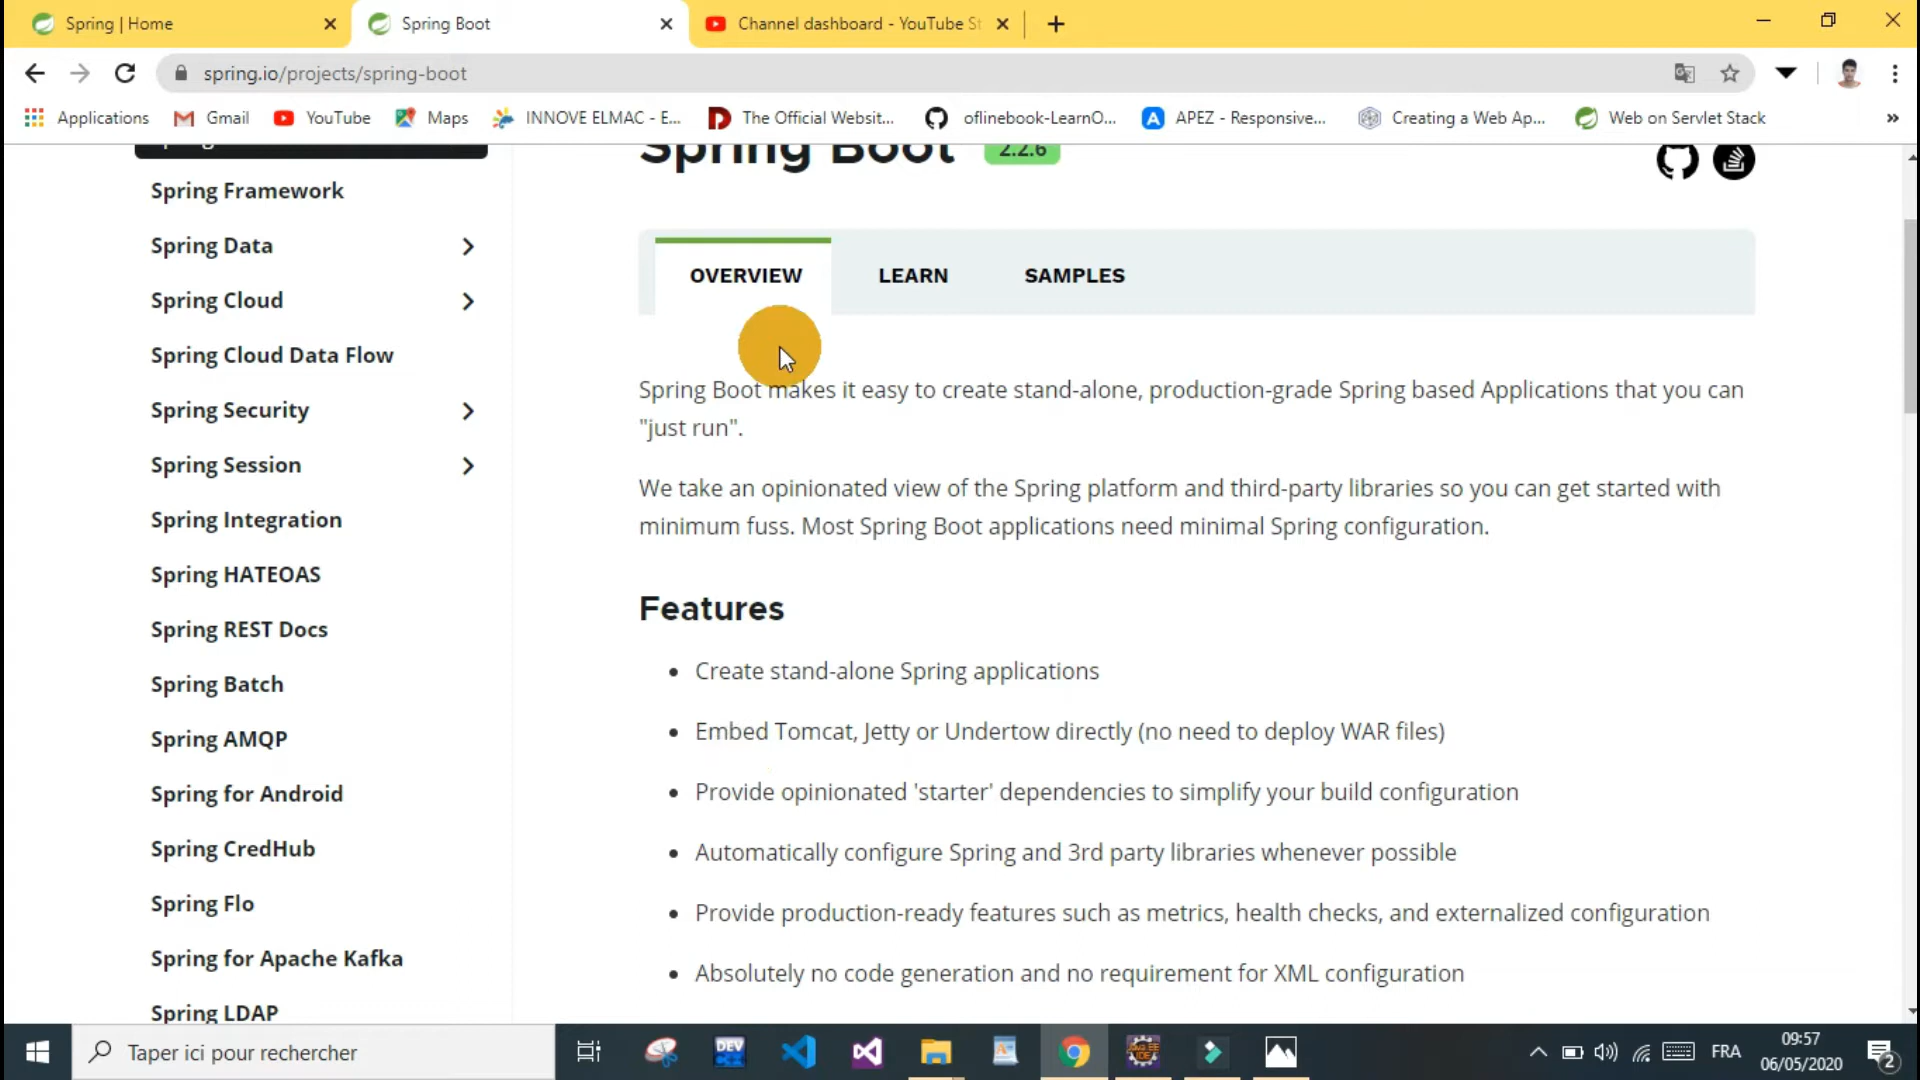 Spring | Home
Spring Boot
Channel dashboard - YouTube St
spring.io/projects/spring-boot
Applications
Gmail
YouTube
Maps
INNOVE ELMAC - E...
The Official Websit...
oflinebook-LearnO...
APEZ - Responsive...
Creating a Web Ap...
Web on Servlet Stack
»
Spring Framework
Spring Data
Spring Cloud
Spring Cloud Data Flow
Spring Security
Spring Session
Spring Integration
Spring HATEOAS
Spring REST Docs
Spring Batch
Spring AMQP
Spring for Android
Spring CredHub
Spring Flo
Spring for Apache Kafka
Spring LDAP
Spring Boot 2.2.6
OVERVIEW LEARN SAMPLES
Spring Boot makes it easy to create stand-alone, production-grade Spring based Applications that you can
"just run".
We take an opinionated view of the Spring platform and third-party libraries so you can get started with
minimum fuss. Most Spring Boot applications need minimal Spring configuration.
Features
• Create stand-alone Spring applications
• Embed Tomcat, Jetty or Undertow directly (no need to deploy WAR files)
• Provide opinionated 'starter' dependencies to simplify your build configuration
• Automatically configure Spring and 3rd party libraries whenever possible
• Provide production-ready features such as metrics, health checks, and externalized configuration
• Absolutely no code generation and no requirement for XML configuration
Taper ici pour rechercher
DEV
FRA
09:57
06/05/2020
2